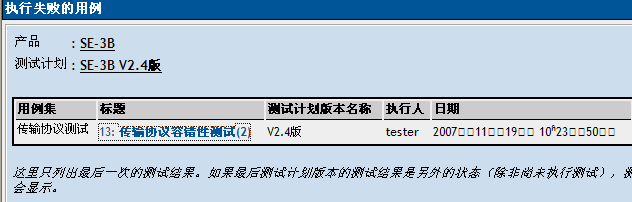 执行失败的用例
产品 : SE-3B
测试计划 : SE-3B V2.4版
用例集 标题 测试计划版本名称 执行人 日期
传输协议测试 13: 传输协议容错性测试(2) V2.4版 tester 2007 11 19 10 23 50
这里只列出最后一次的测试结果。如果最后测试计划版本的测试结果是另外的状态（除非尚未执行测试），测
会显示。